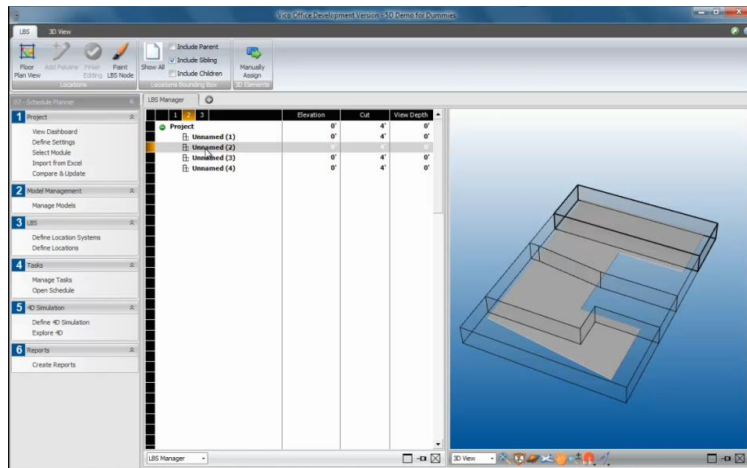 Vico Office Development Version - 5D Demo for Dummies
LBS 3D View
Floor Plan View
Add Polyline
Finish Editing
Paint LBS Node
Locations
Show All
Include Parent
Include Sibling
Include Children
Locations Bounding Box
Manually Assign
3D Elements
07 - Schedule Planner
1 Project
View Dashboard
Define Settings
Select Module
Import from Excel
Compare & Update
2 Model Management
Manage Models
3 LBS
Define Location Systems
Define Locations
4 Tasks
Manage Tasks
Open Schedule
5 4D Simulation
Define 4D Simulation
Explore 4D
6 Reports
Create Reports
LBS Manager
1 2 3 Elevation Cut View Depth
Project 0' 4' 0'
Unnamed (1) 0' 4' 0'
Unnamed (2) 0' 4' 0'
Unnamed (3) 0' 4' 0'
Unnamed (4) 0' 4' 0'
LBS Manager
3D View